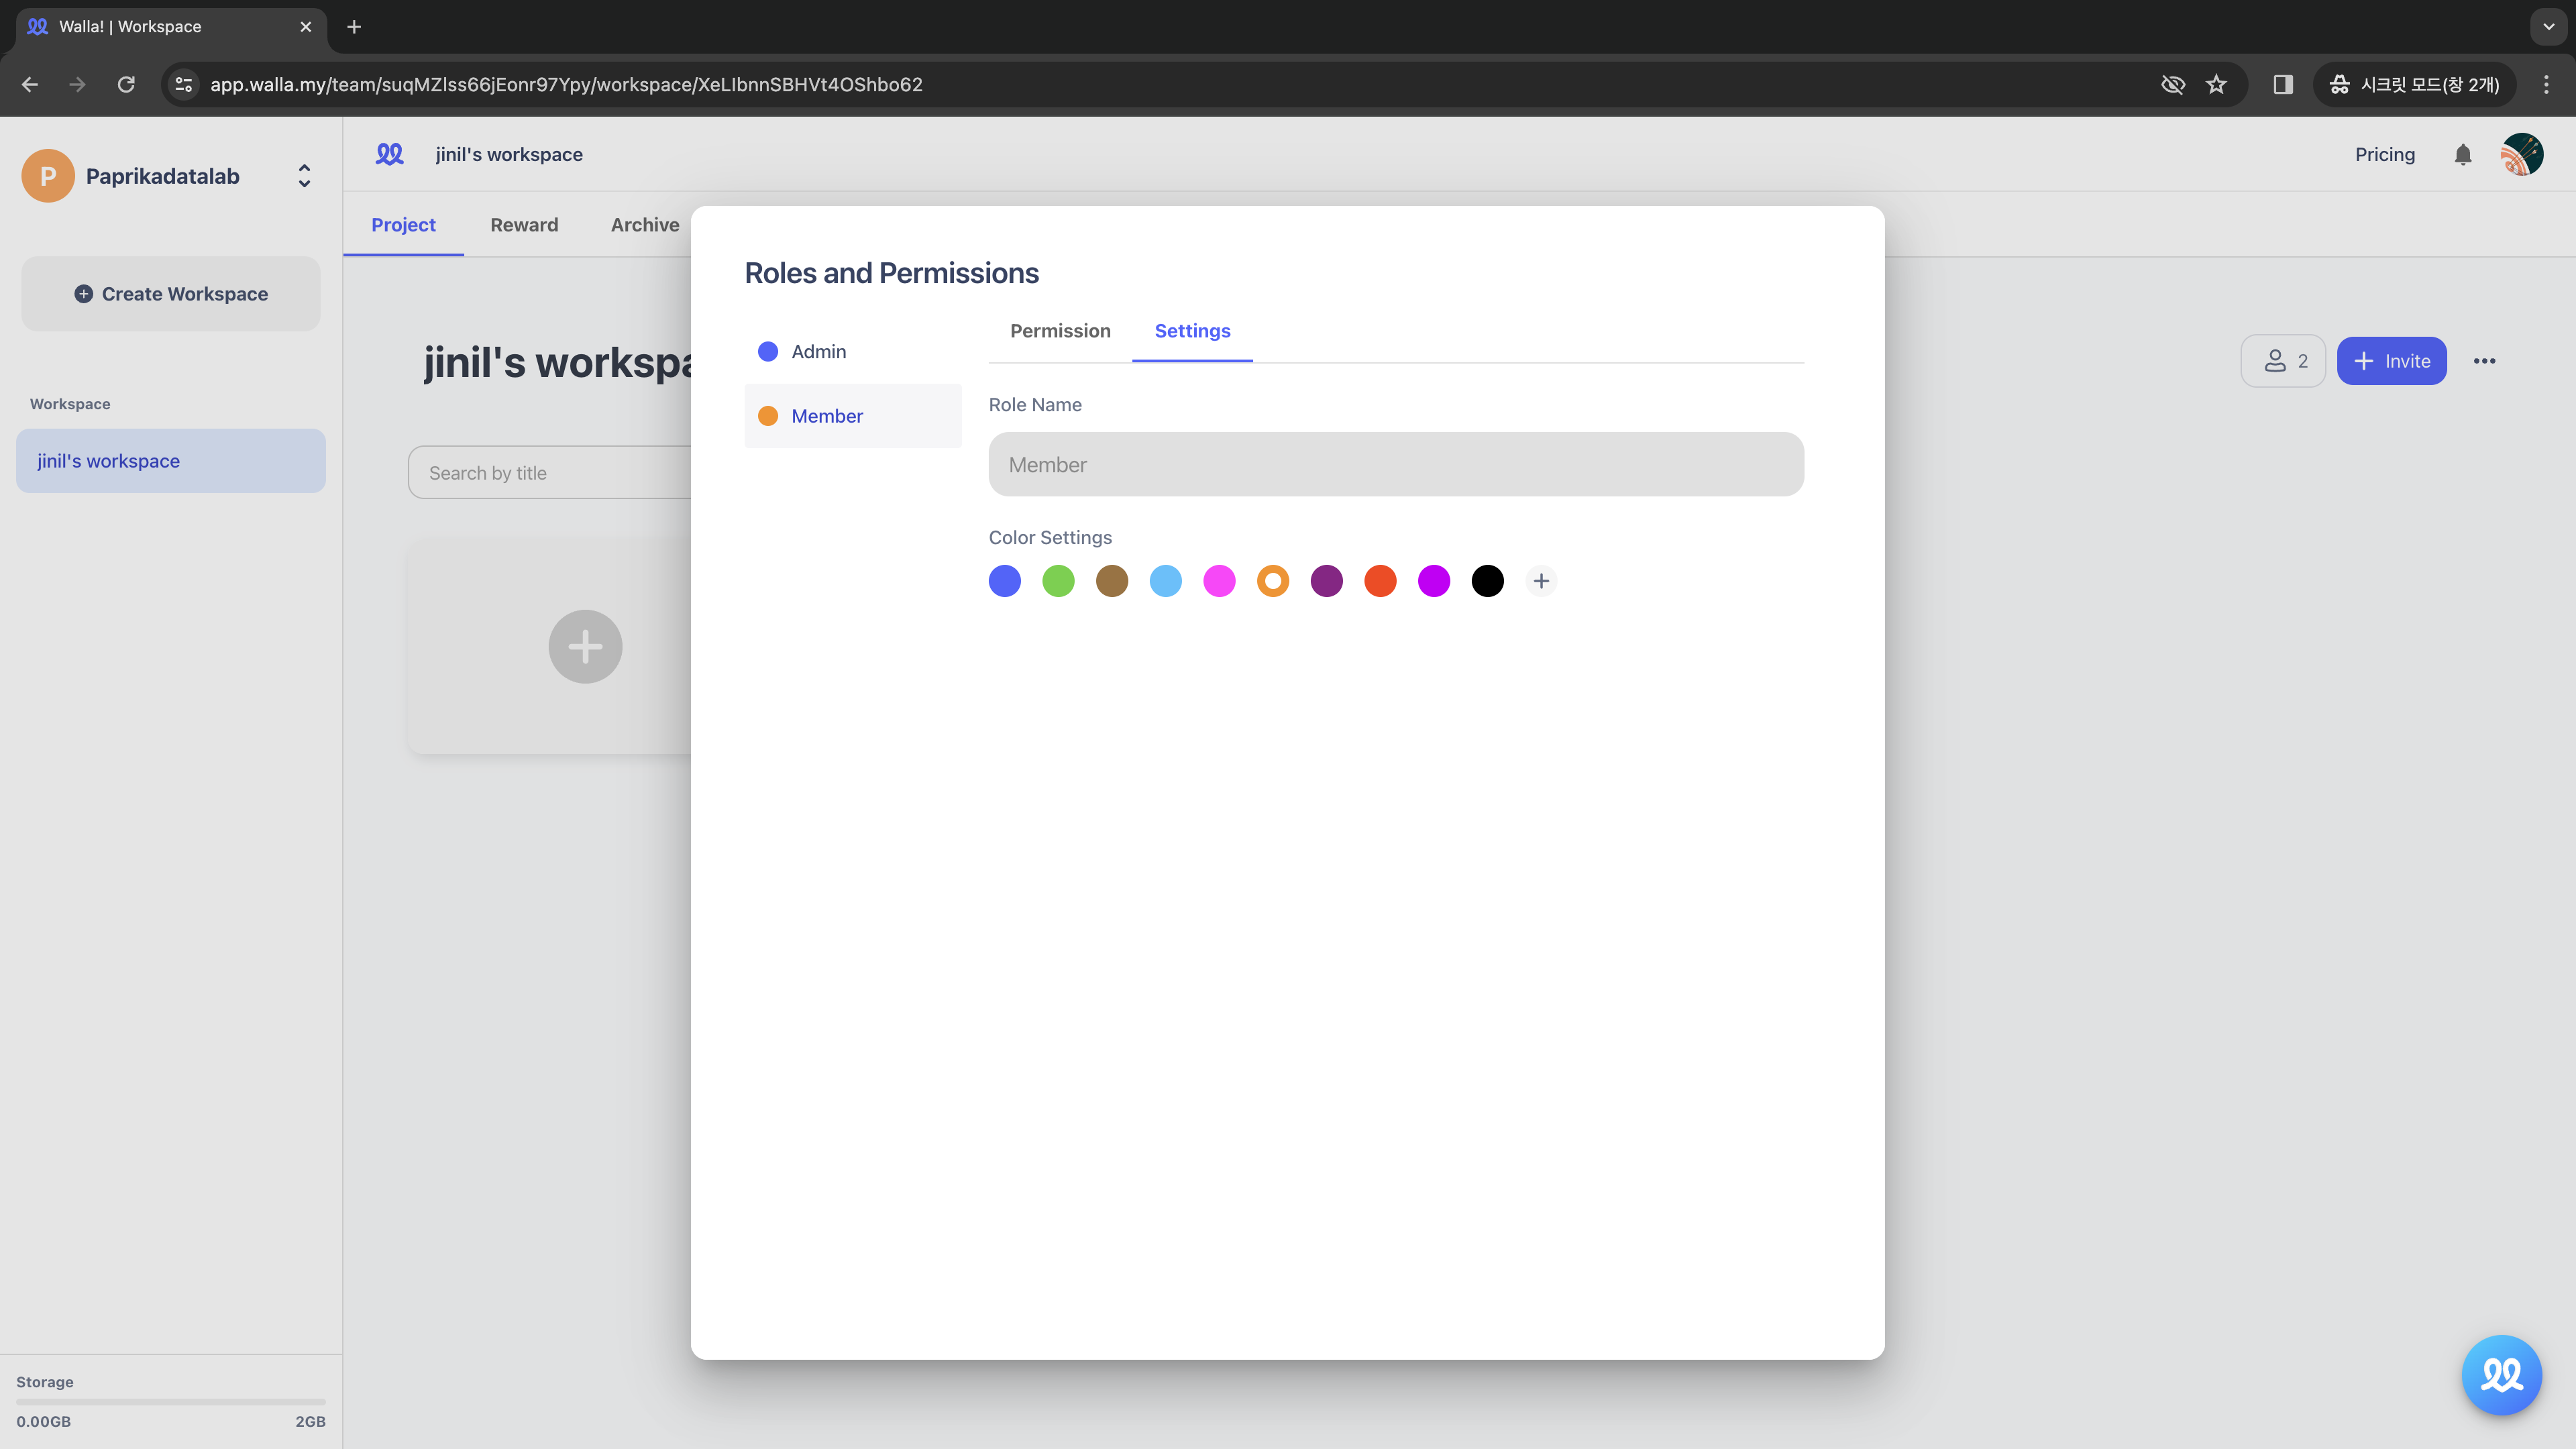 Walla! | Workspace
app.walla.my/team/suqMZlss66jEonr97Ypy/workspace/XeLIbnnSBHVt4OShbo62
시크릿 모드(창 2개)
P
Paprikadatalab
jinil's workspace
Pricing
Project
Reward
Archive
Create Workspace
Workspace
jinil's workspace
jinil's workspa
Search by title
2
Invite
Roles and Permissions
Admin
Member
Permission
Settings
Role Name
Member
Color Settings
Storage
0.00GB
2GB